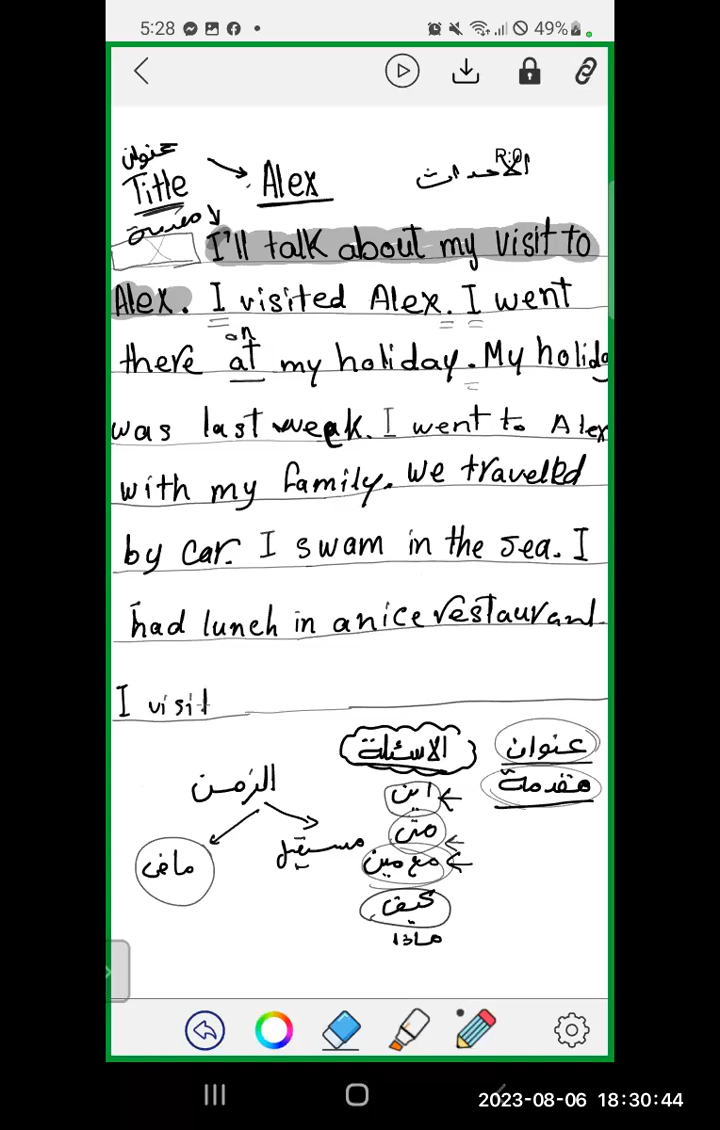 5:28 49%
عنوان
Title Alex الأحداث R:O
مقدمة
I'll talk about my visit to
Alex. I visited Alex. I went
on
there at my holiday. My holida
was last week. I went to Alex
with my family. We travelled
by car. I swam in the sea. I
had lunch in a nice restaurant.
I visit
الاسئلة عنوان
الزمن اين مقدمة
متى
ماضى مستقبل مع مين
كيف
ماذا
2023-08-06 18:30:44